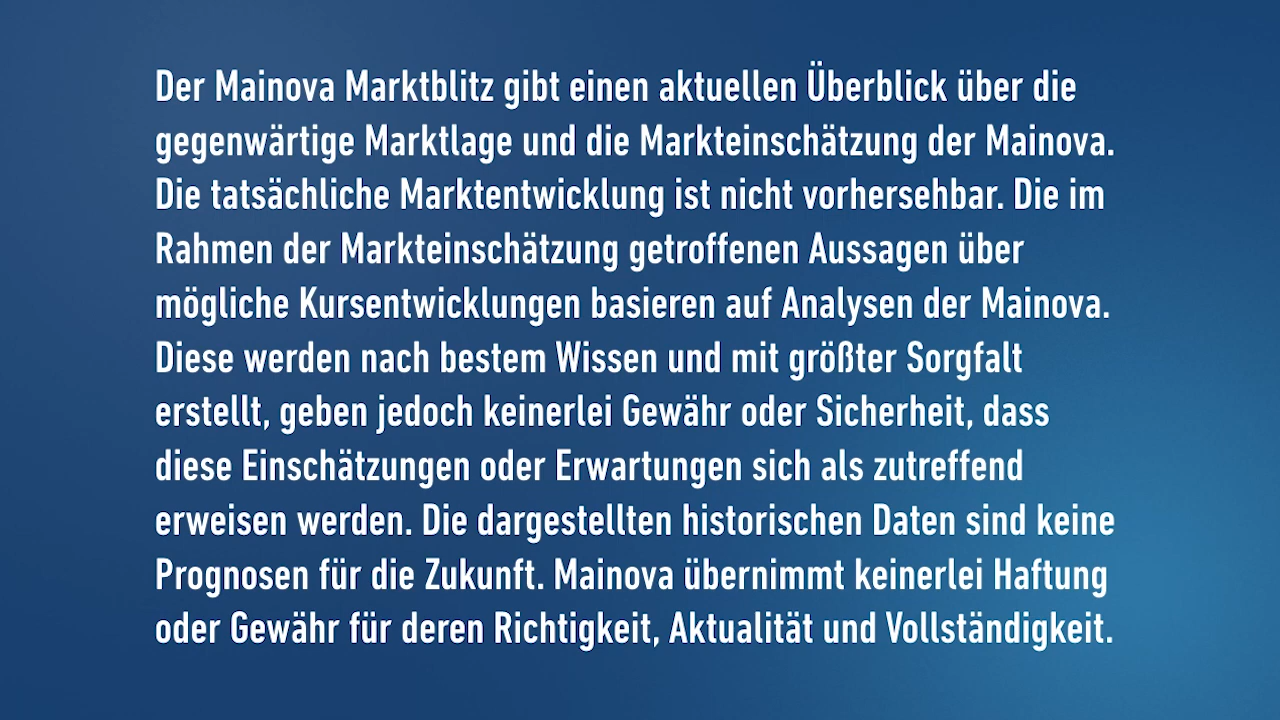 Der Mainova Marktblitz gibt einen aktuellen Überblick über die
gegenwärtige Marktlage und die Markteinschätzung der Mainova.
Die tatsächliche Marktentwicklung ist nicht vorhersehbar. Die im
Rahmen der Markteinschätzung getroffenen Aussagen über
mögliche Kursentwicklungen basieren auf Analysen der Mainova.
Diese werden nach bestem Wissen und mit größter Sorgfalt
erstellt, geben jedoch keinerlei Gewähr oder Sicherheit, dass
diese Einschätzungen oder Erwartungen sich als zutreffend
erweisen werden. Die dargestellten historischen Daten sind keine
Prognosen für die Zukunft. Mainova übernimmt keinerlei Haftung
oder Gewähr für deren Richtigkeit, Aktualität und Vollständigkeit.